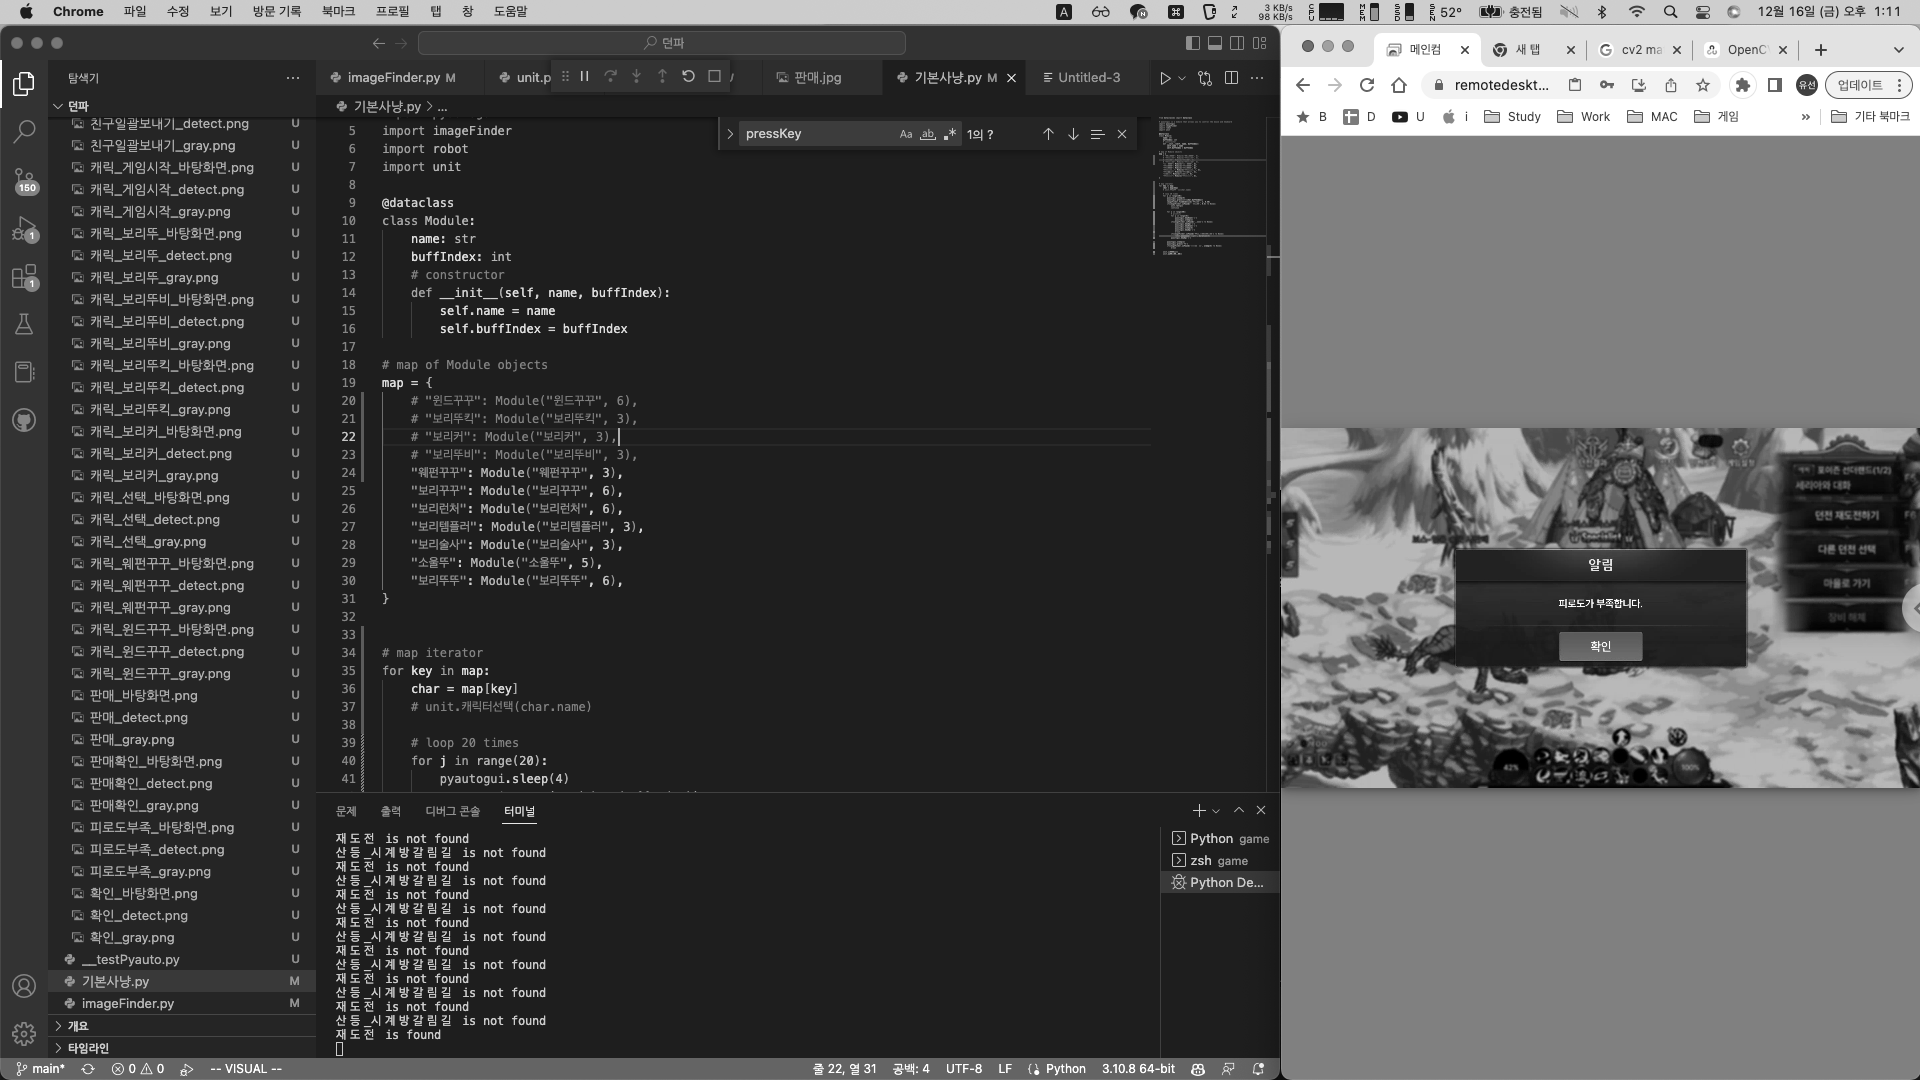 Chrome 파일 수정 보기 방문 기록 북마크 프로필 탭 창 도움말
3 KB/s
98 KB/s
52° 충전됨
12월 16일 (금) 오후 1:11
던파
탐색기
던파
친구일괄보내기_detect.png U
친구일괄보내기_gray.png U
캐릭_게임시작_바탕화면.png U
캐릭_게임시작_detect.png U
캐릭_게임시작_gray.png U
캐릭_보리뚜_바탕화면.png U
캐릭_보리뚜_detect.png U
캐릭_보리뚜_gray.png U
캐릭_보리뚜비_바탕화면.png U
캐릭_보리뚜비_detect.png U
캐릭_보리뚜비_gray.png U
캐릭_보리뚜킥_바탕화면.png U
캐릭_보리뚜킥_detect.png U
캐릭_보리뚜킥_gray.png U
캐릭_보리커_바탕화면.png U
캐릭_보리커_detect.png U
캐릭_보리커_gray.png U
캐릭_선택_바탕화면.png U
캐릭_선택_detect.png U
캐릭_선택_gray.png U
캐릭_웨펀꾸꾸_바탕화면.png U
캐릭_웨펀꾸꾸_detect.png U
캐릭_웨펀꾸꾸_gray.png U
캐릭_윈드꾸꾸_바탕화면.png U
캐릭_윈드꾸꾸_detect.png U
캐릭_윈드꾸꾸_gray.png U
판매_바탕화면.png U
판매_detect.png U
판매_gray.png U
판매확인_바탕화면.png U
판매확인_detect.png U
판매확인_gray.png U
피로도부족_바탕화면.png U
피로도부족_detect.png U
피로도부족_gray.png U
확인_바탕화면.png U
확인_detect.png U
확인_gray.png U
__testPyauto.py U
기본사냥.py M
imageFinder.py M
개요
타임라인
150
1
1
imageFinder.py M
unit.p
판매.jpg
기본사냥.py M
Untitled-3
기본사냥.py > ...
pressKey
1의 ?
5 import imageFinder
6 import robot
7 import unit
8
9 @dataclass
10 class Module:
11 name: str
12 buffIndex: int
13 # constructor
14 def __init__(self, name, buffIndex):
15 self.name = name
16 self.buffIndex = buffIndex
17
18 # map of Module objects
19 map = {
20 # "윈드꾸꾸": Module("윈드꾸꾸", 6),
21 # "보리뚜킥": Module("보리뚜킥", 3),
22 # "보리커": Module("보리커", 3),
23 # "보리뚜비": Module("보리뚜비", 3),
24 "웨펀꾸꾸": Module("웨펀꾸꾸", 3),
25 "보리꾸꾸": Module("보리꾸꾸", 6),
26 "보리런처": Module("보리런처", 6),
27 "보리템플러": Module("보리템플러", 3),
28 "보리술사": Module("보리술사", 3),
29 "소울뚜": Module("소울뚜", 5),
30 "보리뚜뚜": Module("보리뚜뚜", 6),
31 }
32
33
34 # map iterator
35 for key in map:
36 char = map[key]
37 # unit.캐릭터선택(char.name)
38
39 # loop 20 times
40 for j in range(20):
41 pyautogui.sleep(4)
문제 출력 디버그 콘솔 터미널
재도전 is not found
산등_시계방갈림길 is not found
재도전 is not found
산등_시계방갈림길 is not found
재도전 is not found
산등_시계방갈림길 is not found
재도전 is not found
산등_시계방갈림길 is not found
재도전 is not found
산등_시계방갈림길 is not found
재도전 is not found
산등_시계방갈림길 is not found
재도전 is not found
산등_시계방갈림길 is not found
재도전 is found
Python game
zsh game
Python De...
main* 0 0 -- VISUAL --
줄 22, 열 31 공백: 4 UTF-8 LF Python 3.10.8 64-bit
메인컴
새 탭
cv2 ma
OpenC
remotedeskt...
유선
업데이트
B D U i Study Work MAC 게임 » 기타 북마크
세리아와 대화
던전 재도전하기
다른 던전 선택
마을로 가기
장비 해체
알림
피로도가 부족합니다.
확인
42%
100%